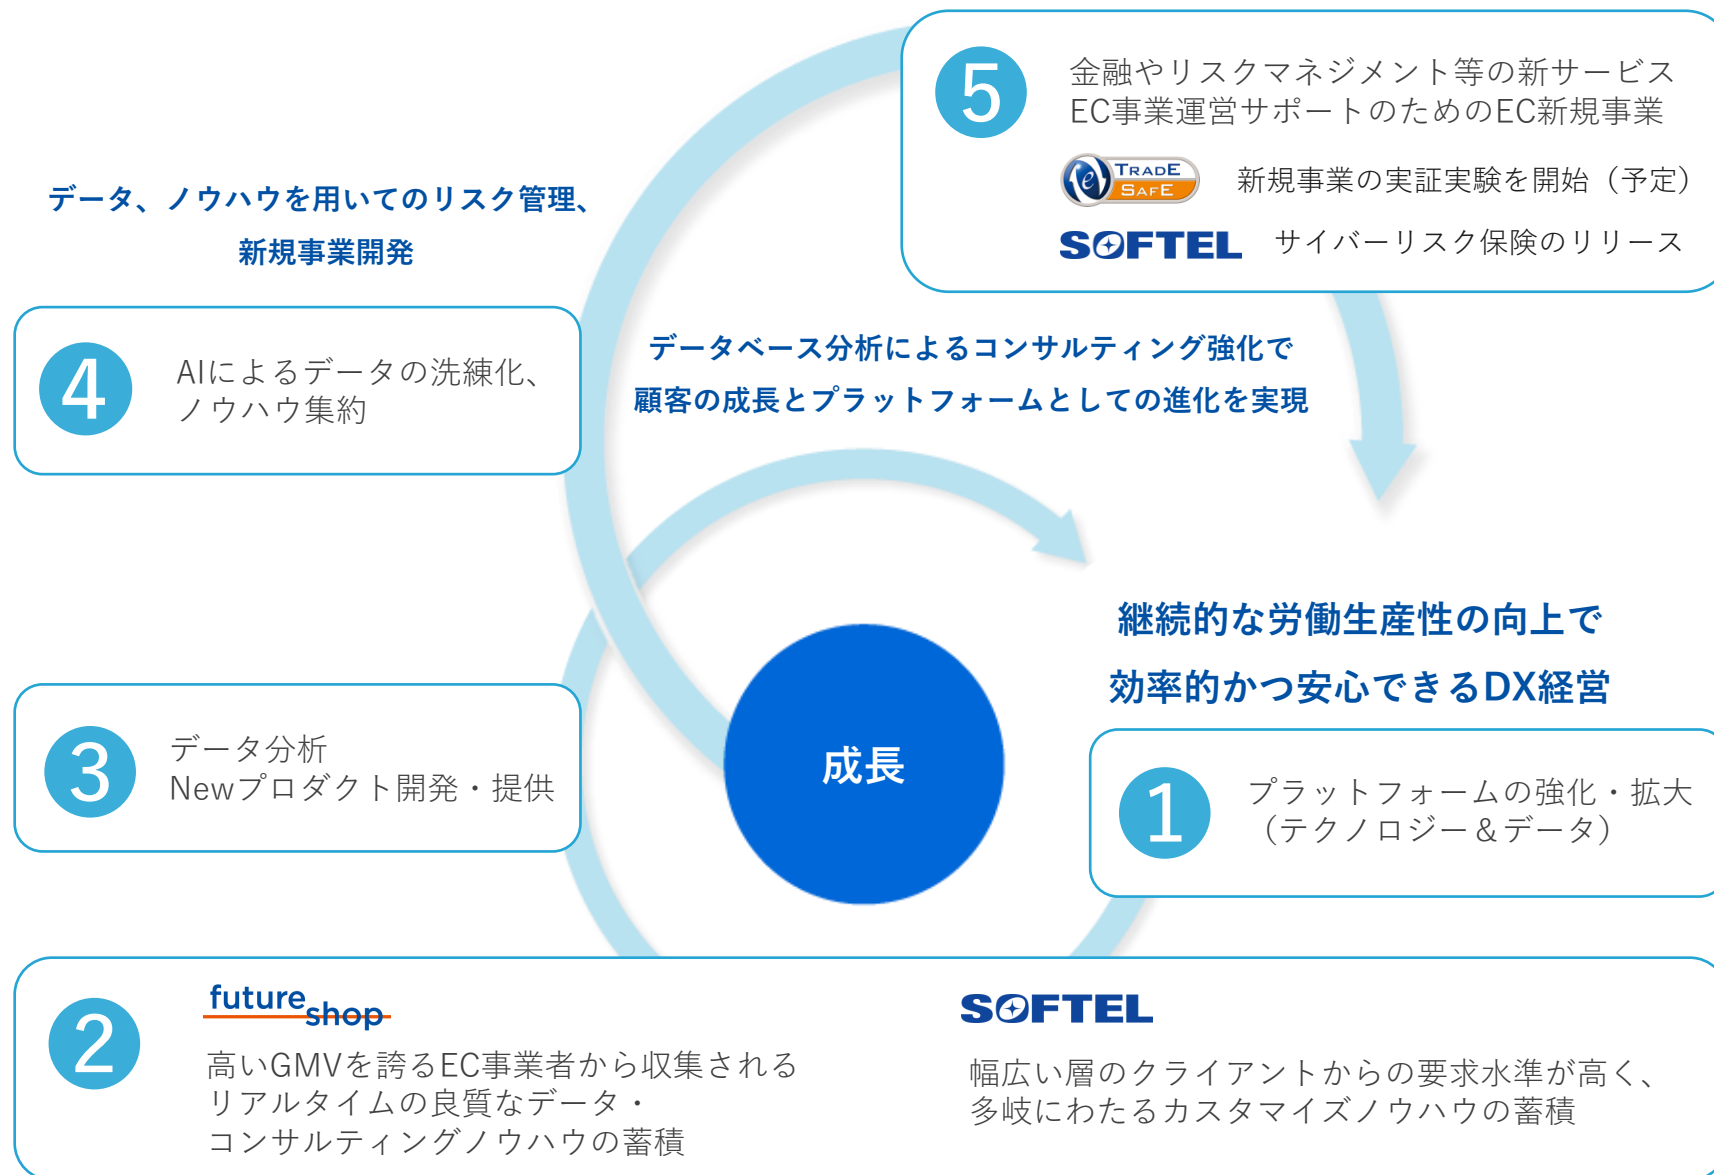 5
金融やリスクマネジメント等の新サービス
EC事業運営サポートのためのEC新規事業
e TRADE SAFE
新規事業の実証実験を開始（予定）
SOFTEL
サイバーリスク保険のリリース
データ、ノウハウを用いてのリスク管理、
新規事業開発
4
AIによるデータの洗練化、
ノウハウ集約
データベース分析によるコンサルティング強化で
顧客の成長とプラットフォームとしての進化を実現
継続的な労働生産性の向上で
効率的かつ安心できるDX経営
成長
3
データ分析
Newプロダクト開発・提供
1
プラットフォームの強化・拡大
（テクノロジー＆データ）
2
future shop
高いGMVを誇るEC事業者から収集される
リアルタイムの良質なデータ・
コンサルティングノウハウの蓄積
SOFTEL
幅広い層のクライアントからの要求水準が高く、
多岐にわたるカスタマイズノウハウの蓄積